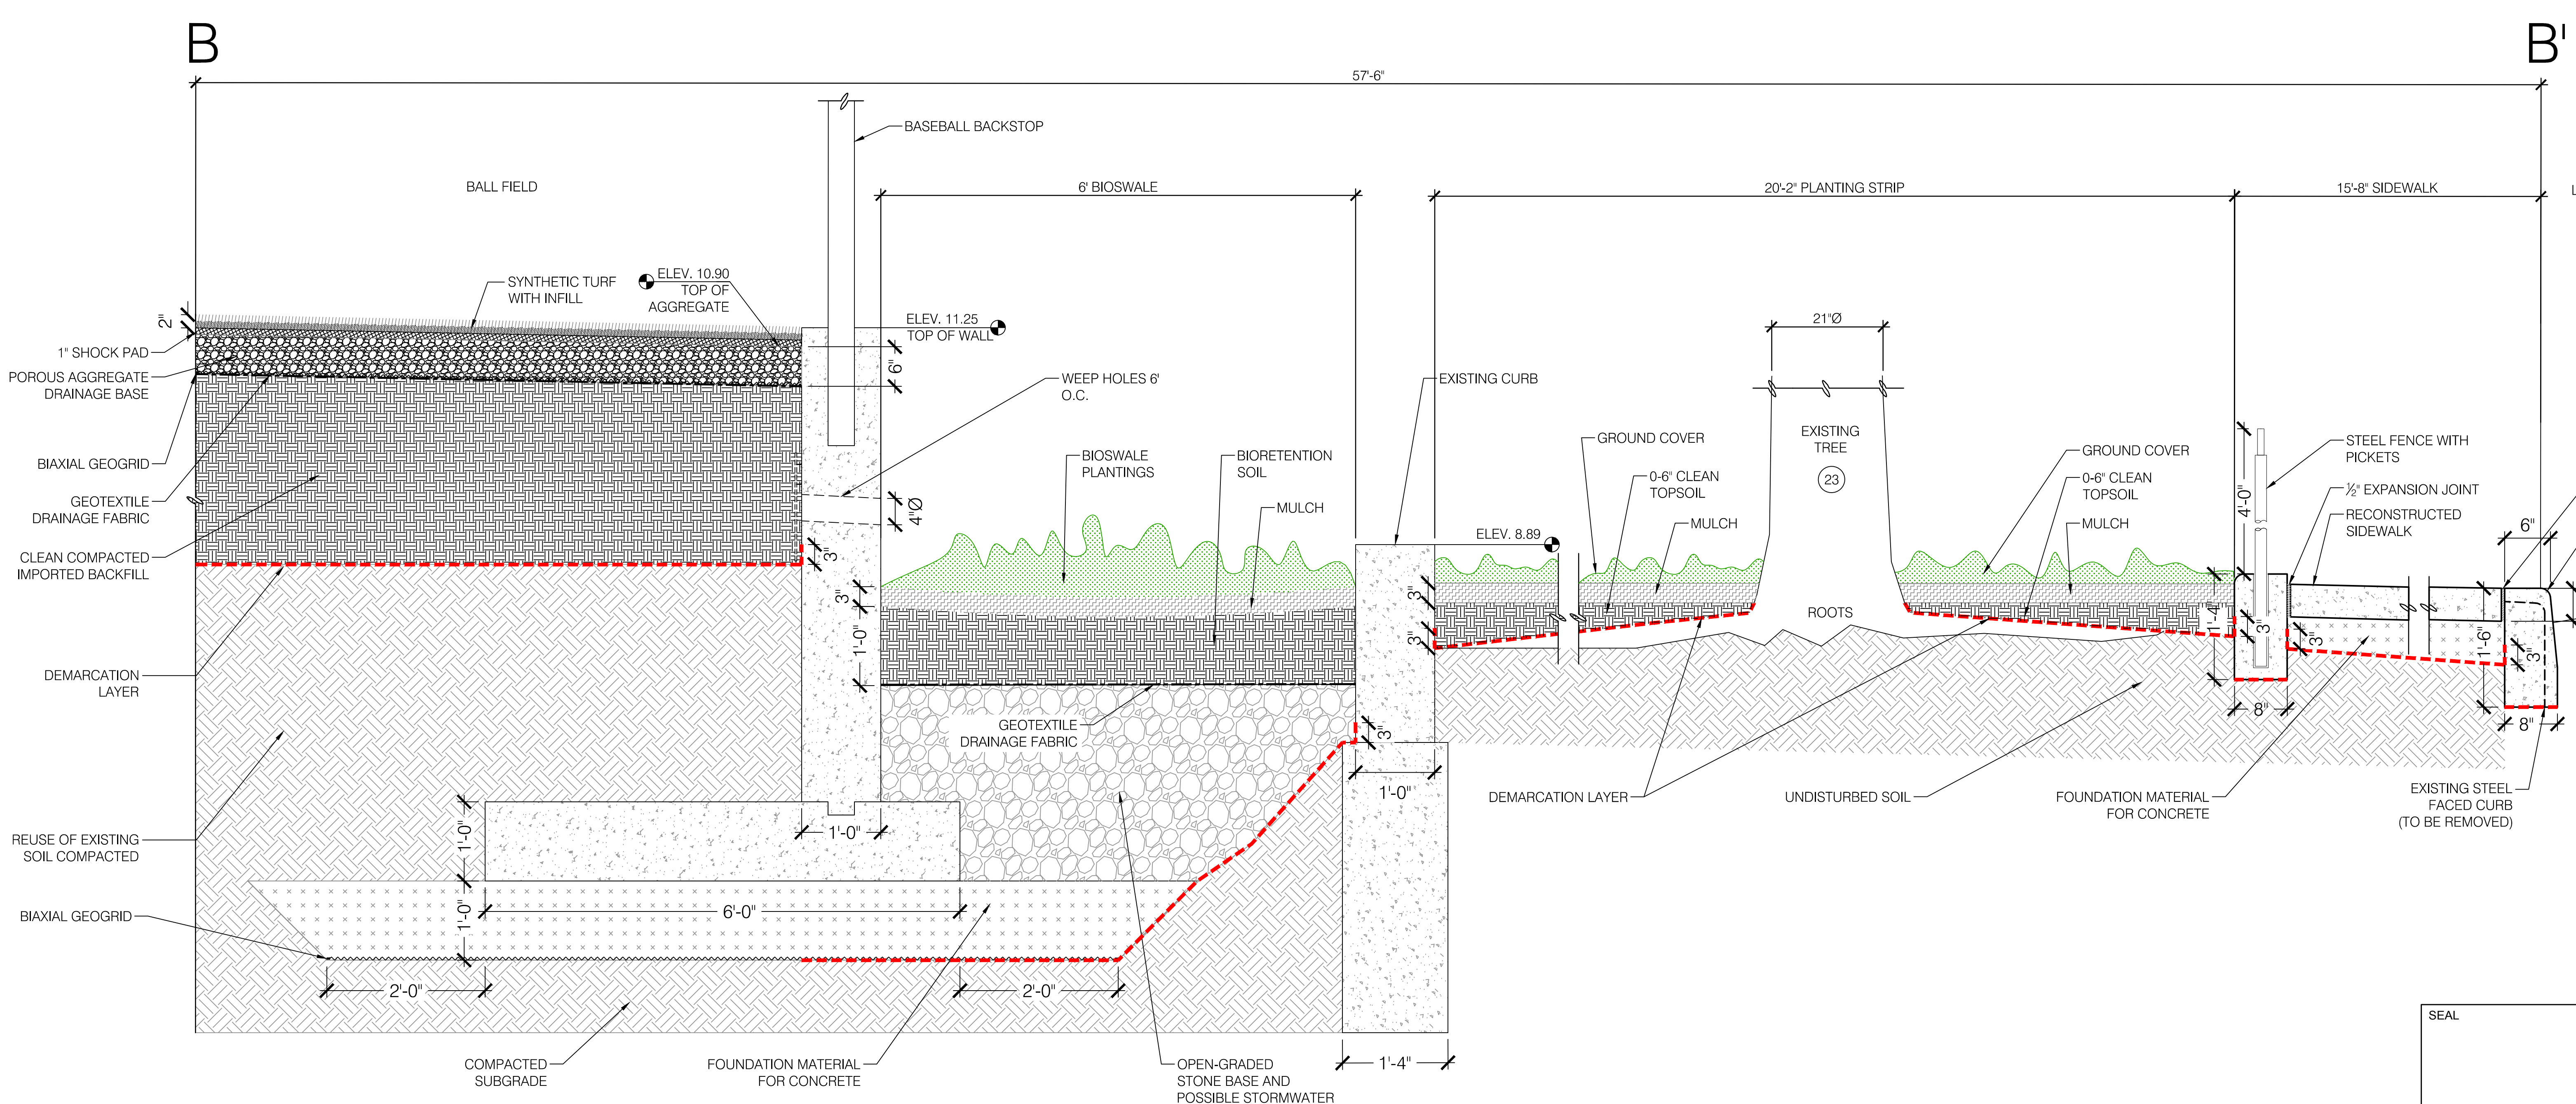 B
B'
57'-6"
BASEBALL BACKSTOP
BALL FIELD
6' BIOSWALE
20'-2" PLANTING STRIP
15'-8" SIDEWALK
SYNTHETIC TURF
WITH INFILL
ELEV. 10.90
TOP OF
AGGREGATE
ELEV. 11.25
TOP OF WALL
21"Ø
2"
1" SHOCK PAD
POROUS AGGREGATE
DRAINAGE BASE
6"
WEEP HOLES 6'
O.C.
EXISTING CURB
BIAXIAL GEOGRID
GEOTEXTILE
DRAINAGE FABRIC
CLEAN COMPACTED
IMPORTED BACKFILL
4"Ø
3"
BIOSWALE
PLANTINGS
BIORETENTION
SOIL
MULCH
GROUND COVER
0-6" CLEAN
TOPSOIL
MULCH
EXISTING
TREE
23
GROUND COVER
0-6" CLEAN
TOPSOIL
MULCH
STEEL FENCE WITH
PICKETS
½" EXPANSION JOINT
RECONSTRUCTED
SIDEWALK
4'-0"
6"
ELEV. 8.89
3"
1'-0"
3"
3"
ROOTS
1'-4"
3"
3"
1'-6"
3"
8"
8"
DEMARCATION
LAYER
GEOTEXTILE
DRAINAGE FABRIC
3"
1'-0"
DEMARCATION LAYER
UNDISTURBED SOIL
FOUNDATION MATERIAL
FOR CONCRETE
EXISTING STEEL
FACED CURB
(TO BE REMOVED)
REUSE OF EXISTING
SOIL COMPACTED
1'-0"
1'-0"
BIAXIAL GEOGRID
1'-0"
6'-0"
2'-0"
2'-0"
COMPACTED
SUBGRADE
FOUNDATION MATERIAL
FOR CONCRETE
OPEN-GRADED
STONE BASE AND
POSSIBLE STORMWATER
1'-4"
SEAL